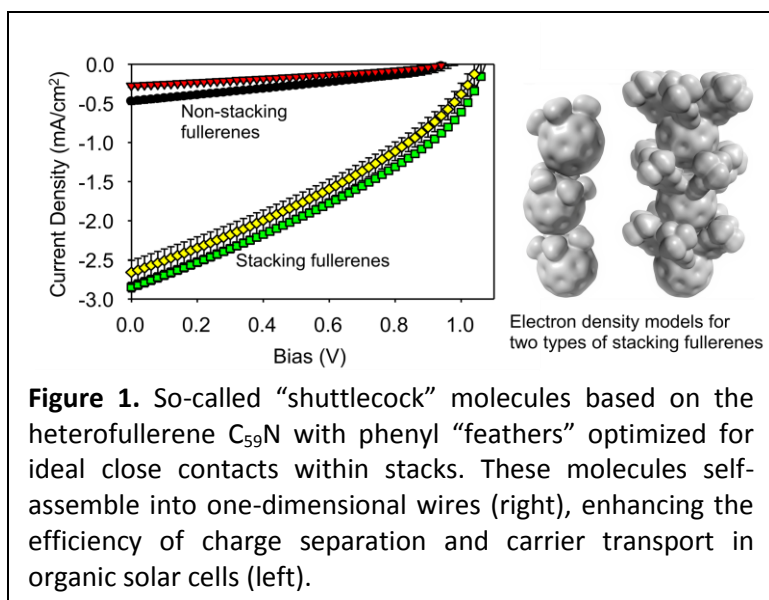 0.0
-0.5
-1.0
-1.5
-2.0
-2.5
-3.0
Current Density (mA/cm²)
Non-stacking
fullerenes
Stacking fullerenes
0.0 0.2 0.4 0.6 0.8 1.0
Bias (V)
Electron density models for
two types of stacking fullerenes
Figure 1. So-called “shuttlecock” molecules based on the
heterofullerene C₅₉N with phenyl “feathers” optimized for
ideal close contacts within stacks. These molecules self-
assemble into one-dimensional wires (right), enhancing the
efficiency of charge separation and carrier transport in
organic solar cells (left).